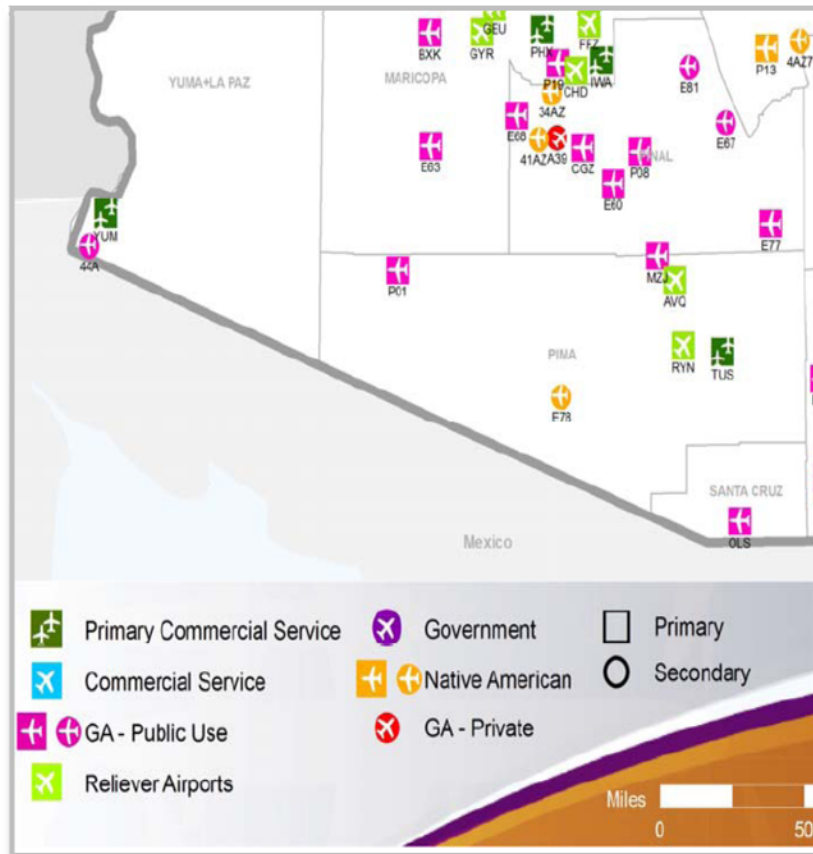 GEU
BXK GYR PHX FFZ
P13 4AZ7
YUMA+LA PAZ MARICOPA P19 CHD IWA E81
34AZ
E68 E67
E63 41AZ A39 CGZ P08 PINAL
E60
YUM E77
44A P01 MZJ
AVQ
PIMA RYN TUS
E78
SANTA CRUZ
Mexico OLS
Primary Commercial Service
Commercial Service
GA - Public Use
Reliever Airports
Government
Native American
GA - Private
Primary
Secondary
Miles
0 50